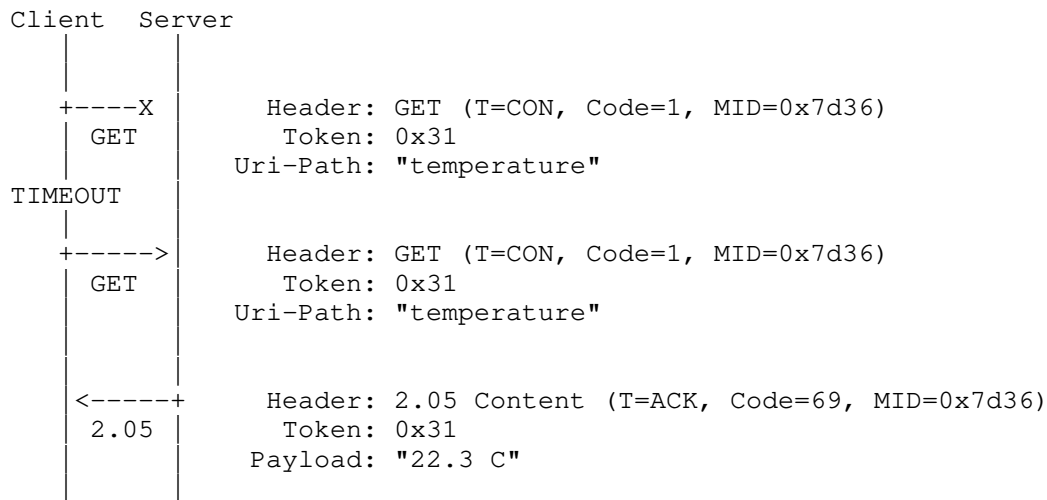 Client Server
+----X Header: GET (T=CON, Code=1, MID=0x7d36)
GET Token: 0x31
Uri-Path: "temperature"
TIMEOUT
+-----> Header: GET (T=CON, Code=1, MID=0x7d36)
GET Token: 0x31
Uri-Path: "temperature"
<-----+ Header: 2.05 Content (T=ACK, Code=69, MID=0x7d36)
2.05 Token: 0x31
Payload: "22.3 C"